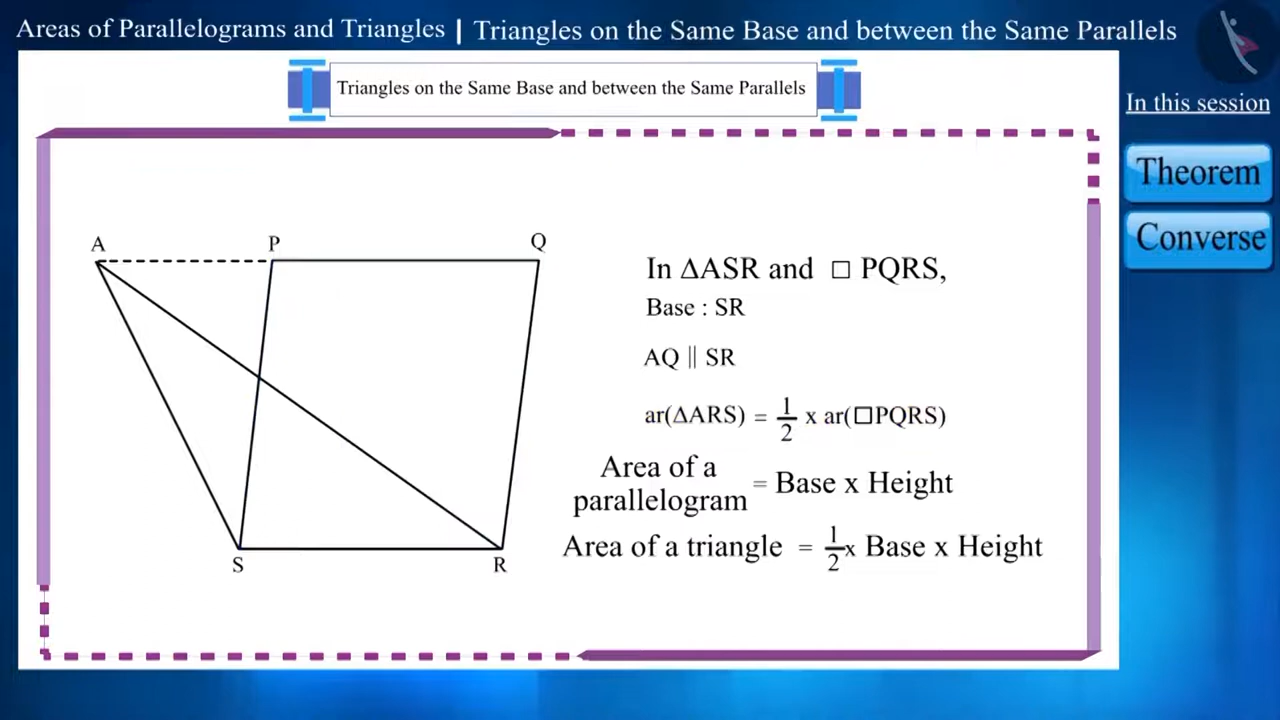 Areas of Parallelograms and Triangles | Triangles on the Same Base and between the Same Parallels
Triangles on the Same Base and between the Same Parallels
In this session
Theorem
Converse
A P Q
S R
In ΔASR and □ PQRS,
Base : SR
AQ || SR
ar(ΔARS) = 1/2 x ar(□PQRS)
Area of a
parallelogram = Base x Height
Area of a triangle = 1/2 x Base x Height